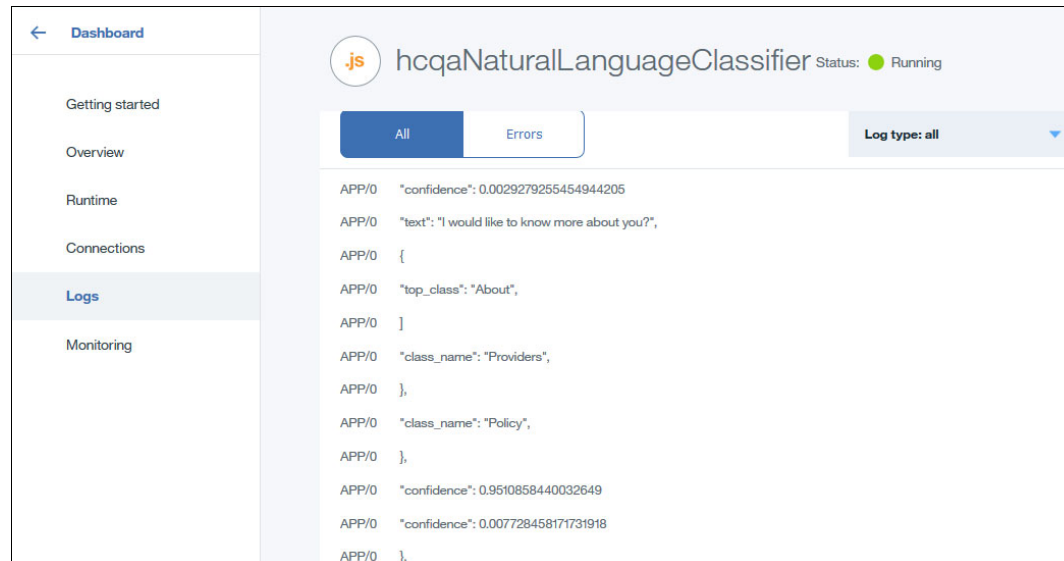 ← Dashboard
Getting started
Overview
Runtime
Connections
Logs
Monitoring
.js hcqaNaturalLanguageClassifier Status: Running
All Errors Log type: all
APP/0 "confidence": 0.0029279255454944205
APP/0 "text": "I would like to know more about you?",
APP/0 {
APP/0 "top_class": "About",
APP/0 ]
APP/0 "class_name": "Providers",
APP/0 },
APP/0 "class_name": "Policy",
APP/0 },
APP/0 "confidence": 0.9510858440032649
APP/0 "confidence": 0.007728458171731918
APP/0 },